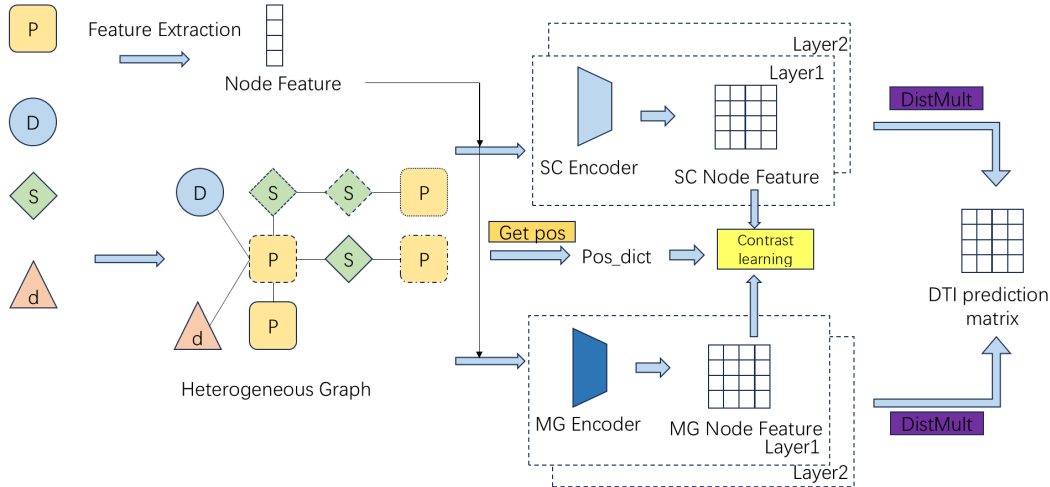 P
Feature Extraction
Node Feature
D
S
d
D
S
S
P
P
S
P
d
P
Heterogeneous Graph
Layer2
Layer1
SC Encoder
SC Node Feature
Get pos
Pos_dict
Contrast
learning
MG Encoder
MG Node Feature
Layer1
Layer2
DistMult
DTI prediction
matrix
DistMult